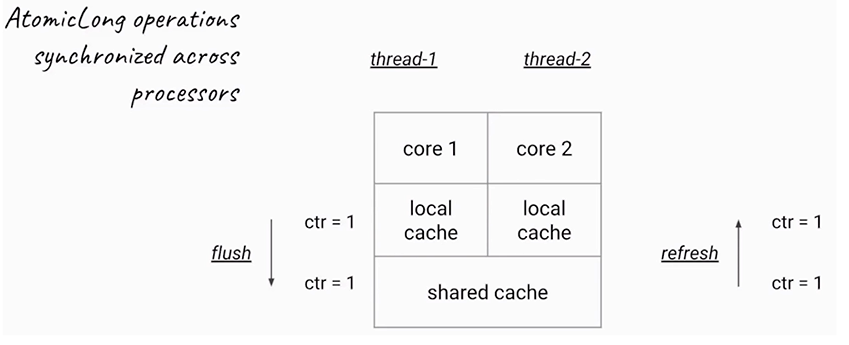 AtomicLong operations
synchronized across
processors
thread-1
thread-2
core 1
core 2
local
cache
local
cache
shared cache
flush
ctr = 1
ctr = 1
refresh
ctr = 1
ctr = 1